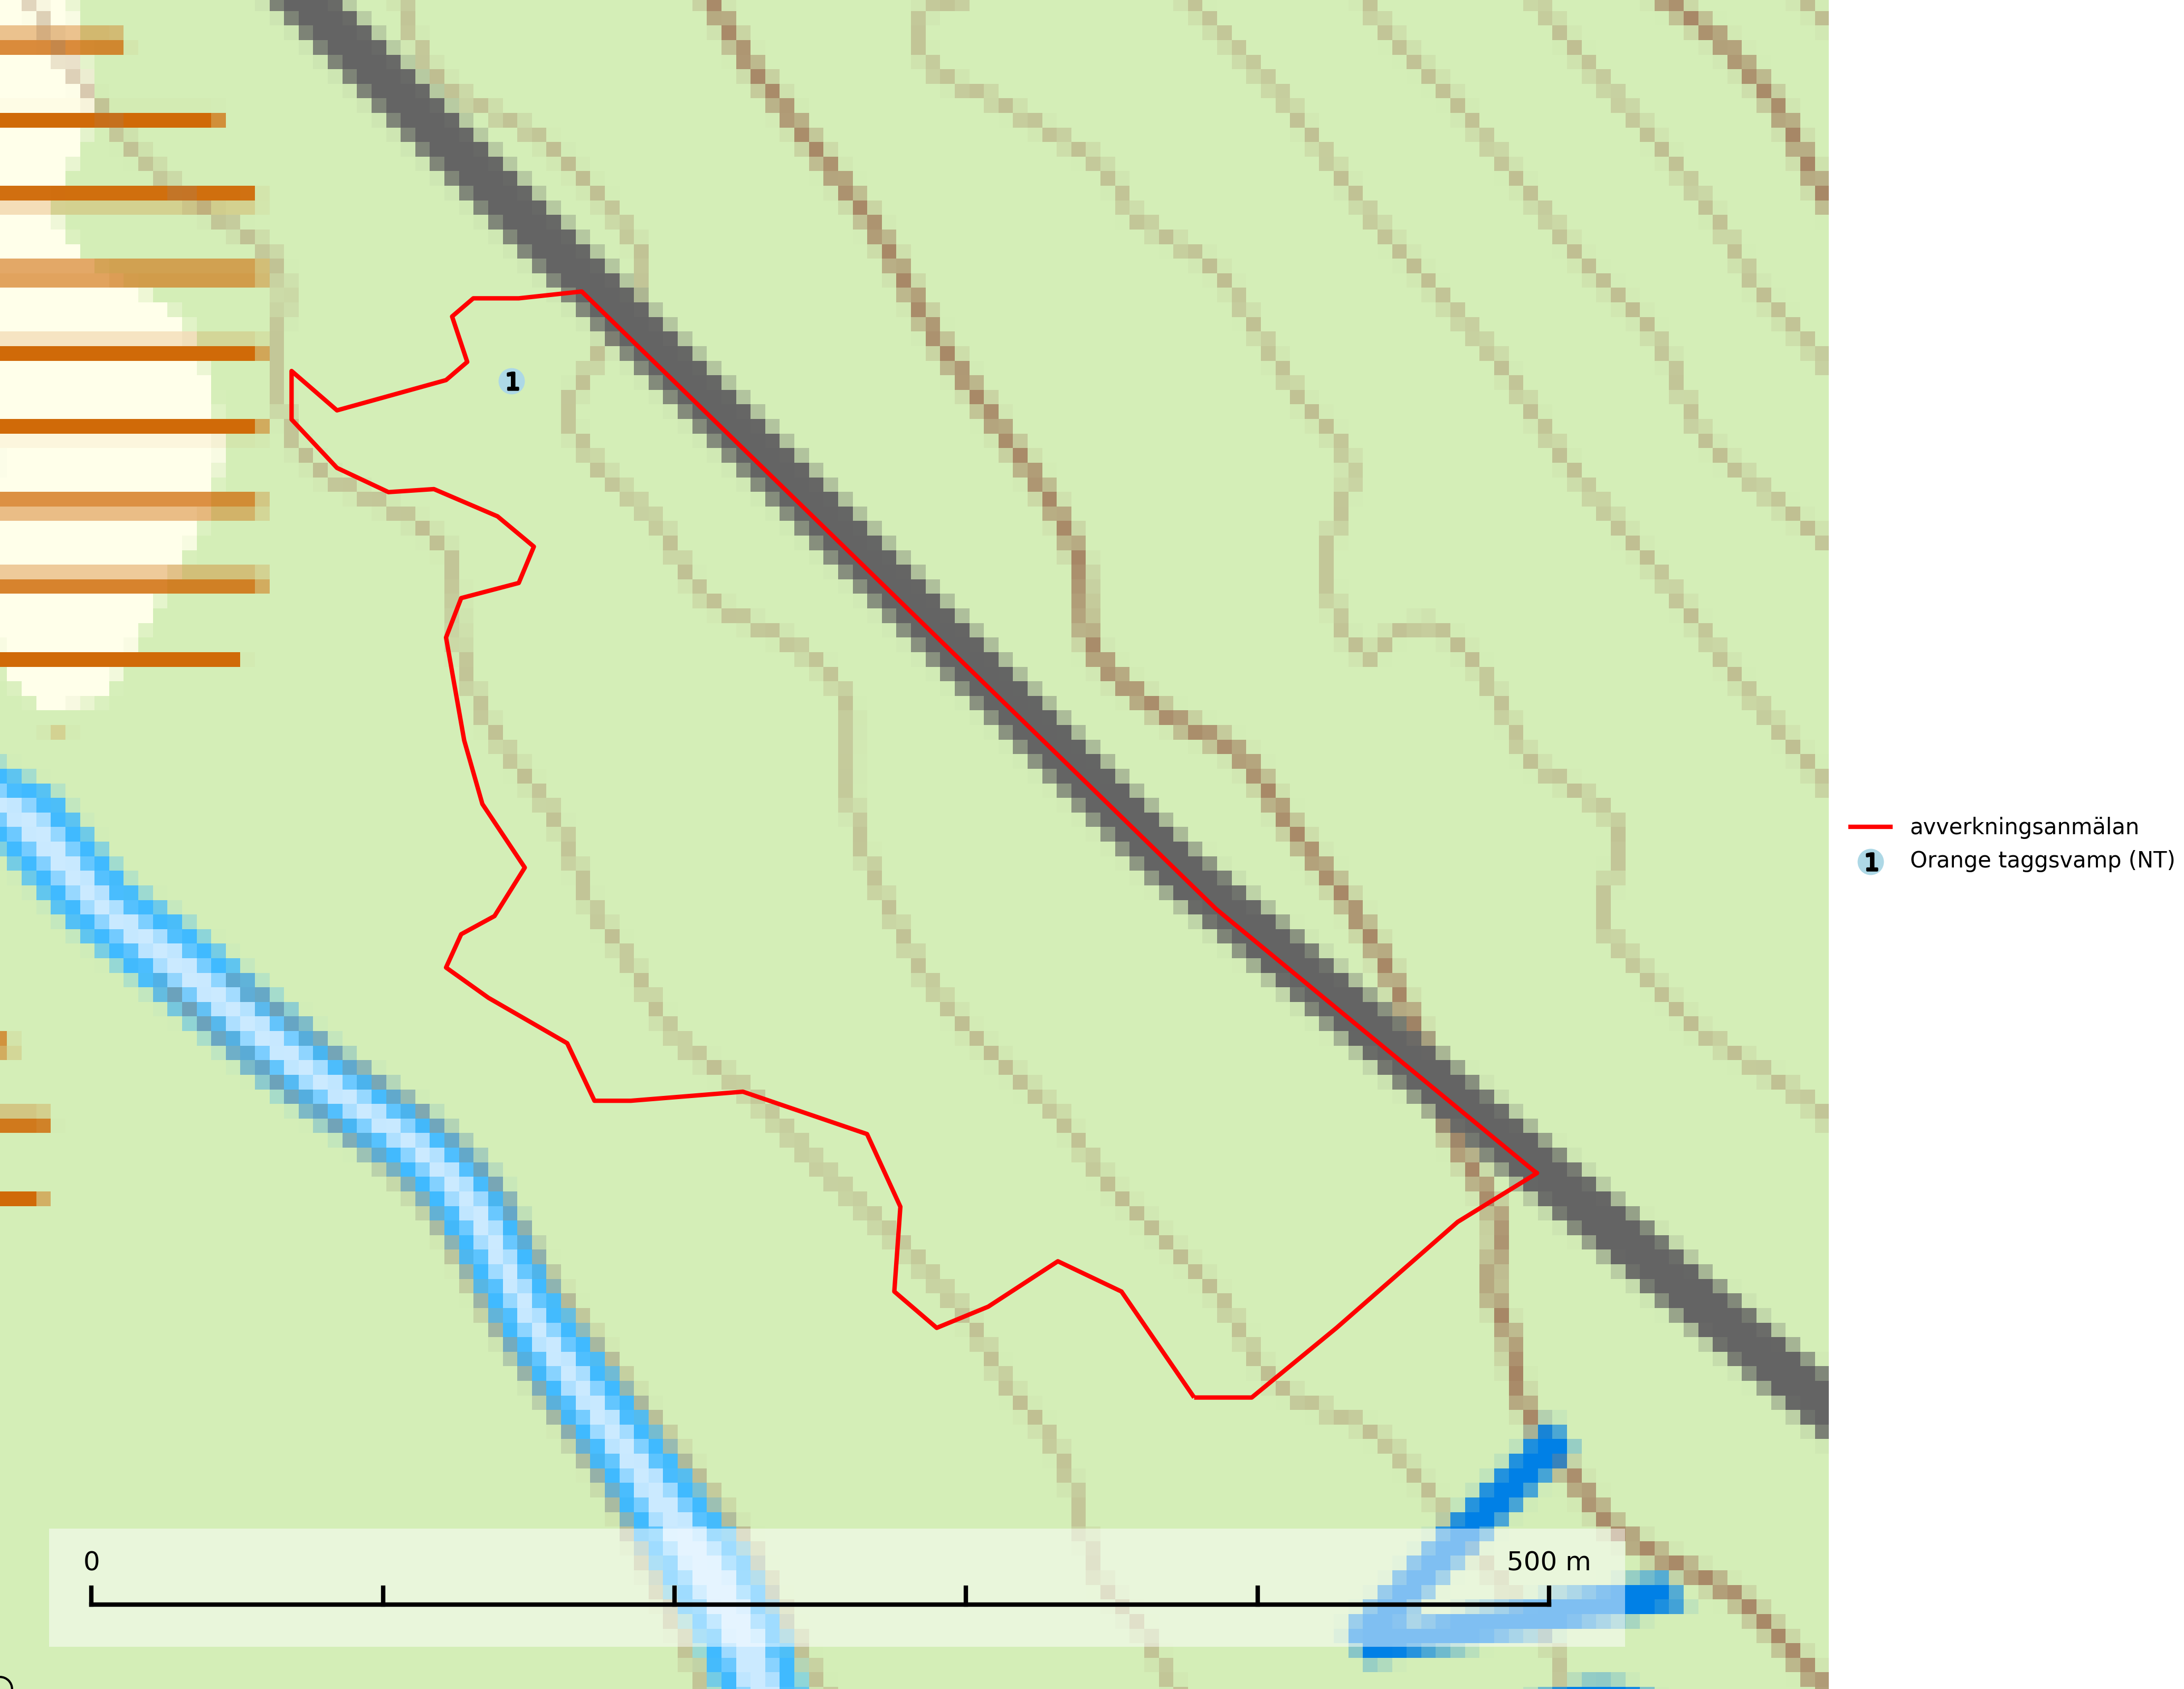 1
avverkningsanmälan
1 Orange taggsvamp (NT)
0 500 m